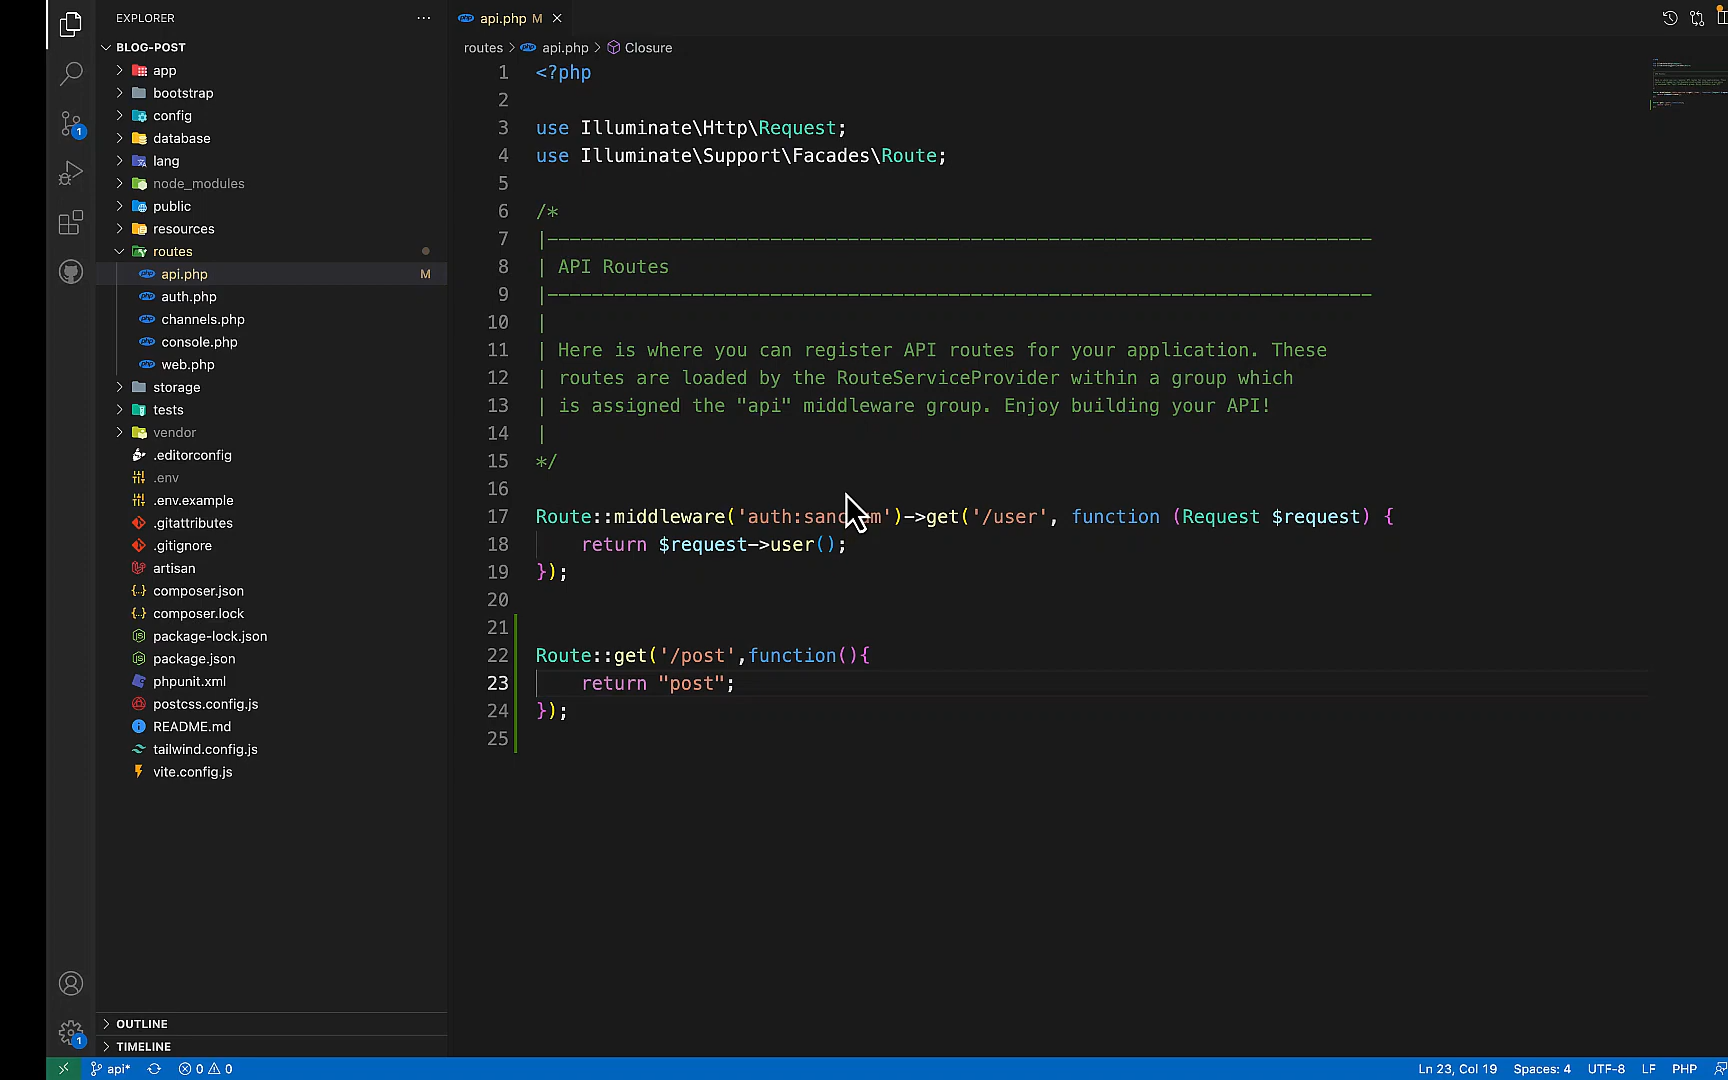 EXPLORER
BLOG-POST
app
bootstrap
config
database
lang
node_modules
public
resources
routes
api.php M
auth.php
channels.php
console.php
web.php
storage
tests
vendor
.editorconfig
.env
.env.example
.gitattributes
.gitignore
artisan
composer.json
composer.lock
package-lock.json
package.json
phpunit.xml
postcss.config.js
README.md
tailwind.config.js
vite.config.js
OUTLINE
TIMELINE
api.php M
routes > api.php > Closure
1 <?php
2
3 use Illuminate\Http\Request;
4 use Illuminate\Support\Facades\Route;
5
6 /*
7 |--------------------------------------------------------------------------
8 | API Routes
9 |--------------------------------------------------------------------------
10 |
11 | Here is where you can register API routes for your application. These
12 | routes are loaded by the RouteServiceProvider within a group which
13 | is assigned the "api" middleware group. Enjoy building your API!
14 |
15 */
16
17 Route::middleware('auth:sanctum')->get('/user', function (Request $request) {
18 return $request->user();
19 });
20
21
22 Route::get('/post',function(){
23 return "post";
24 });
25
1
1
api* 0 0
Ln 23, Col 19 Spaces: 4 UTF-8 LF PHP